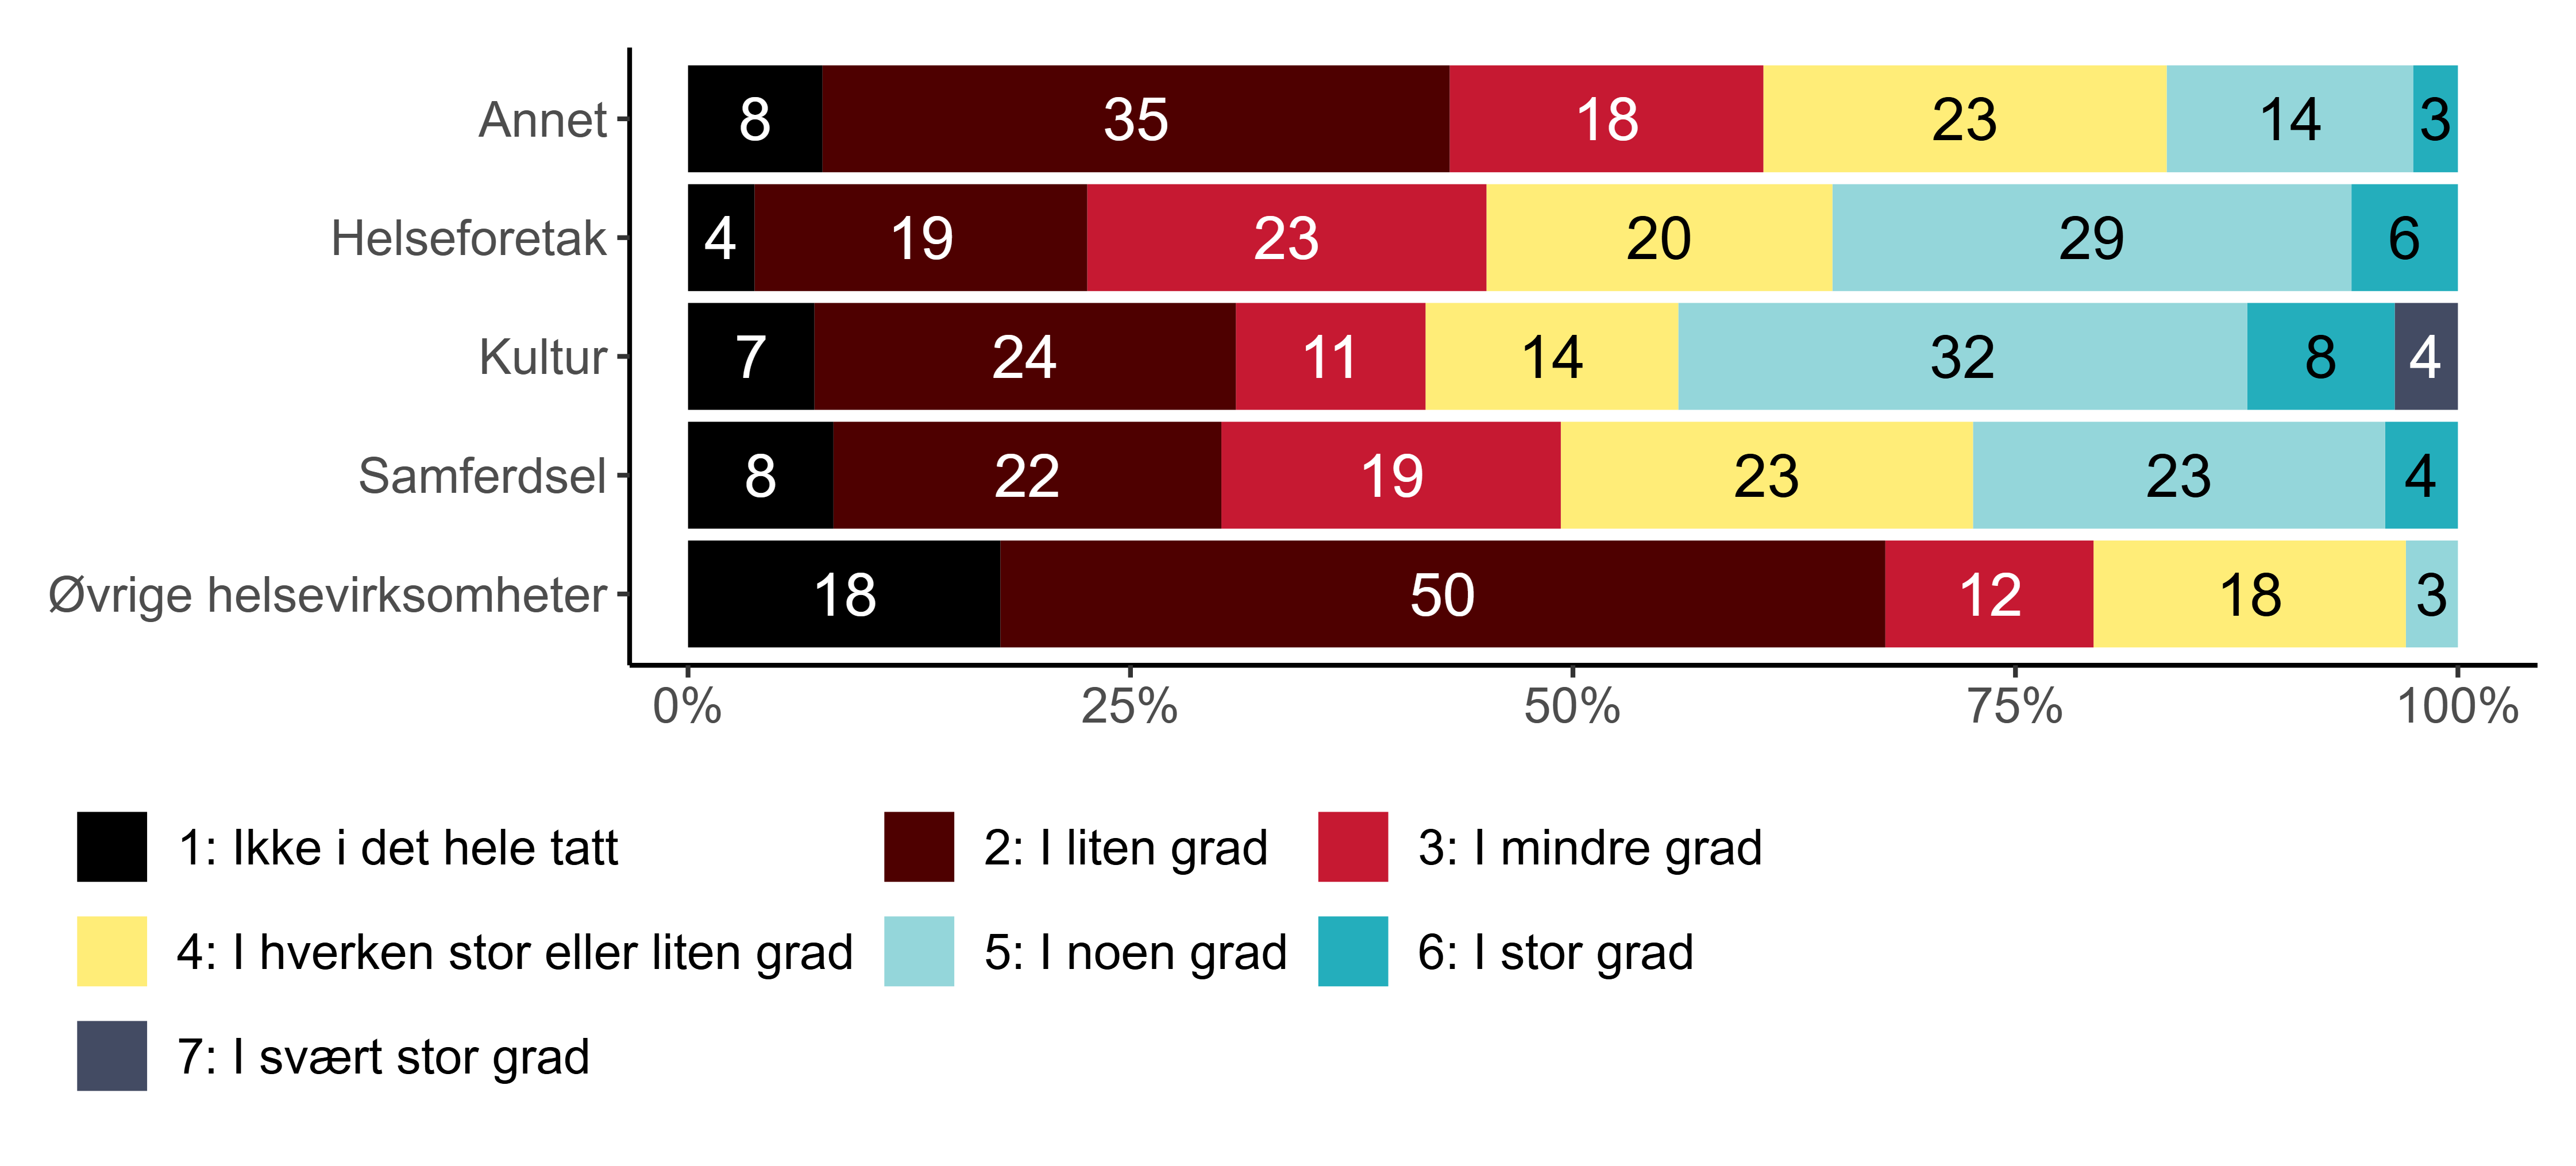 Annet 8 35 18 23 14 3
Helseforetak 4 19 23 20 29 6
Kultur 7 24 11 14 32 8 4
Samferdsel 8 22 19 23 23 4
Øvrige helsevirksomheter 18 50 12 18 3
0% 25% 50% 75% 100%
1: Ikke i det hele tatt 2: I liten grad 3: I mindre grad
4: I hverken stor eller liten grad 5: I noen grad 6: I stor grad
7: I svært stor grad